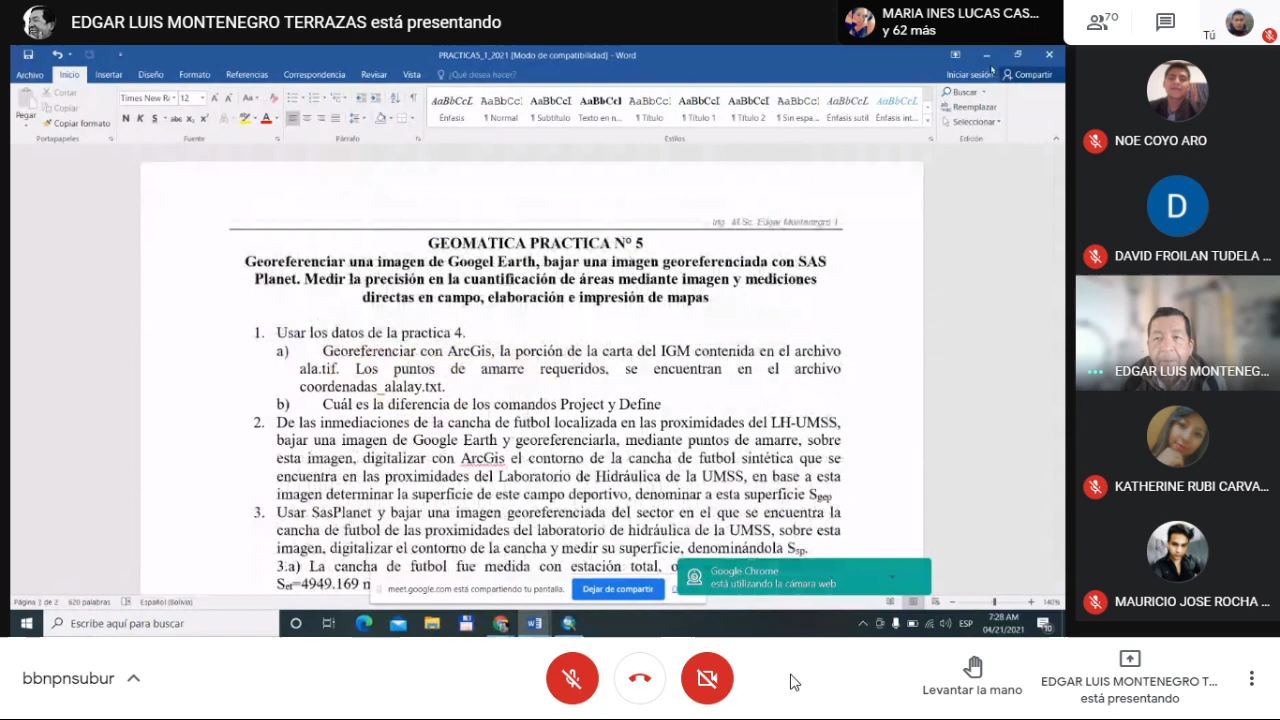 EDGAR LUIS MONTENEGRO TERRAZAS está presentando
MARIA INES LUCAS CAS...
y 62 más
70
Tú
PRACTICAS_1_2021 [Modo de compatibilidad] - Word
Archivo Inicio Insertar Diseño Formato Referencias Correspondencia Revisar Vista ¿Qué desea hacer? Iniciar sesión Compartir
Pegar
Cortar
Copiar
Copiar formato
Times New R 12
N K S abc X₂ X²
AaBbCcL AaBbCcI AaBbCcI AaBbCcI AaBbCcI AaBbCcI AaBbCcI AaBbCcI AaBbCcL AaBbCcL
Énfasis ¶ Normal ¶ Subtítulo Texto en n... ¶ Título ¶ Título 1 ¶ Título 2 ¶ Sin espa... Énfasis sutil Énfasis int...
Buscar
Reemplazar
Seleccionar
Portapapeles Fuente Párrafo Estilos Edición
Ing. M.Sc. Edgar Montenegro T
GEOMATICA PRACTICA N° 5
Georeferenciar una imagen de Googel Earth, bajar una imagen georeferenciada con SAS
Planet. Medir la precisión en la cuantificación de áreas mediante imagen y mediciones
directas en campo, elaboración e impresión de mapas
1. Usar los datos de la practica 4.
a) Georeferenciar con ArcGis, la porción de la carta del IGM contenida en el archivo
ala.tif. Los puntos de amarre requeridos, se encuentran en el archivo
coordenadas_alalay.txt.
b) Cuál es la diferencia de los comandos Project y Define
2. De las inmediaciones de la cancha de futbol localizada en las proximidades del LH-UMSS,
bajar una imagen de Google Earth y georeferenciarla, mediante puntos de amarre, sobre
esta imagen, digitalizar con ArcGis el contorno de la cancha de futbol sintética que se
encuentra en las proximidades del Laboratorio de Hidráulica de la UMSS, en base a esta
imagen determinar la superficie de este campo deportivo, denominar a esta superficie Sgep
3. Usar SasPlanet y bajar una imagen georeferenciada del sector en el que se encuentra la
cancha de futbol de las proximidades del laboratorio de hidráulica de la UMSS, sobre esta
imagen, digitalizar el contorno de la cancha y medir su superficie, denominándola Ssp.
3.a) La cancha de futbol fue medida con estación total,
Set=4949.169 m
meet.google.com está compartiendo tu pantalla. Dejar de compartir
Google Chrome
está utilizando la cámara web
Página 3 de 2 620 palabras Español (Bolivia) 140%
Escribe aquí para buscar
ESP
7:28 AM
04/21/2021
10
NOE COYO ARO
D
DAVID FROILAN TUDELA ...
EDGAR LUIS MONTENEG...
KATHERINE RUBI CARVA...
MAURICIO JOSE ROCHA ...
bbnpnsubur
Levantar la mano
EDGAR LUIS MONTENEGRO T...
está presentando